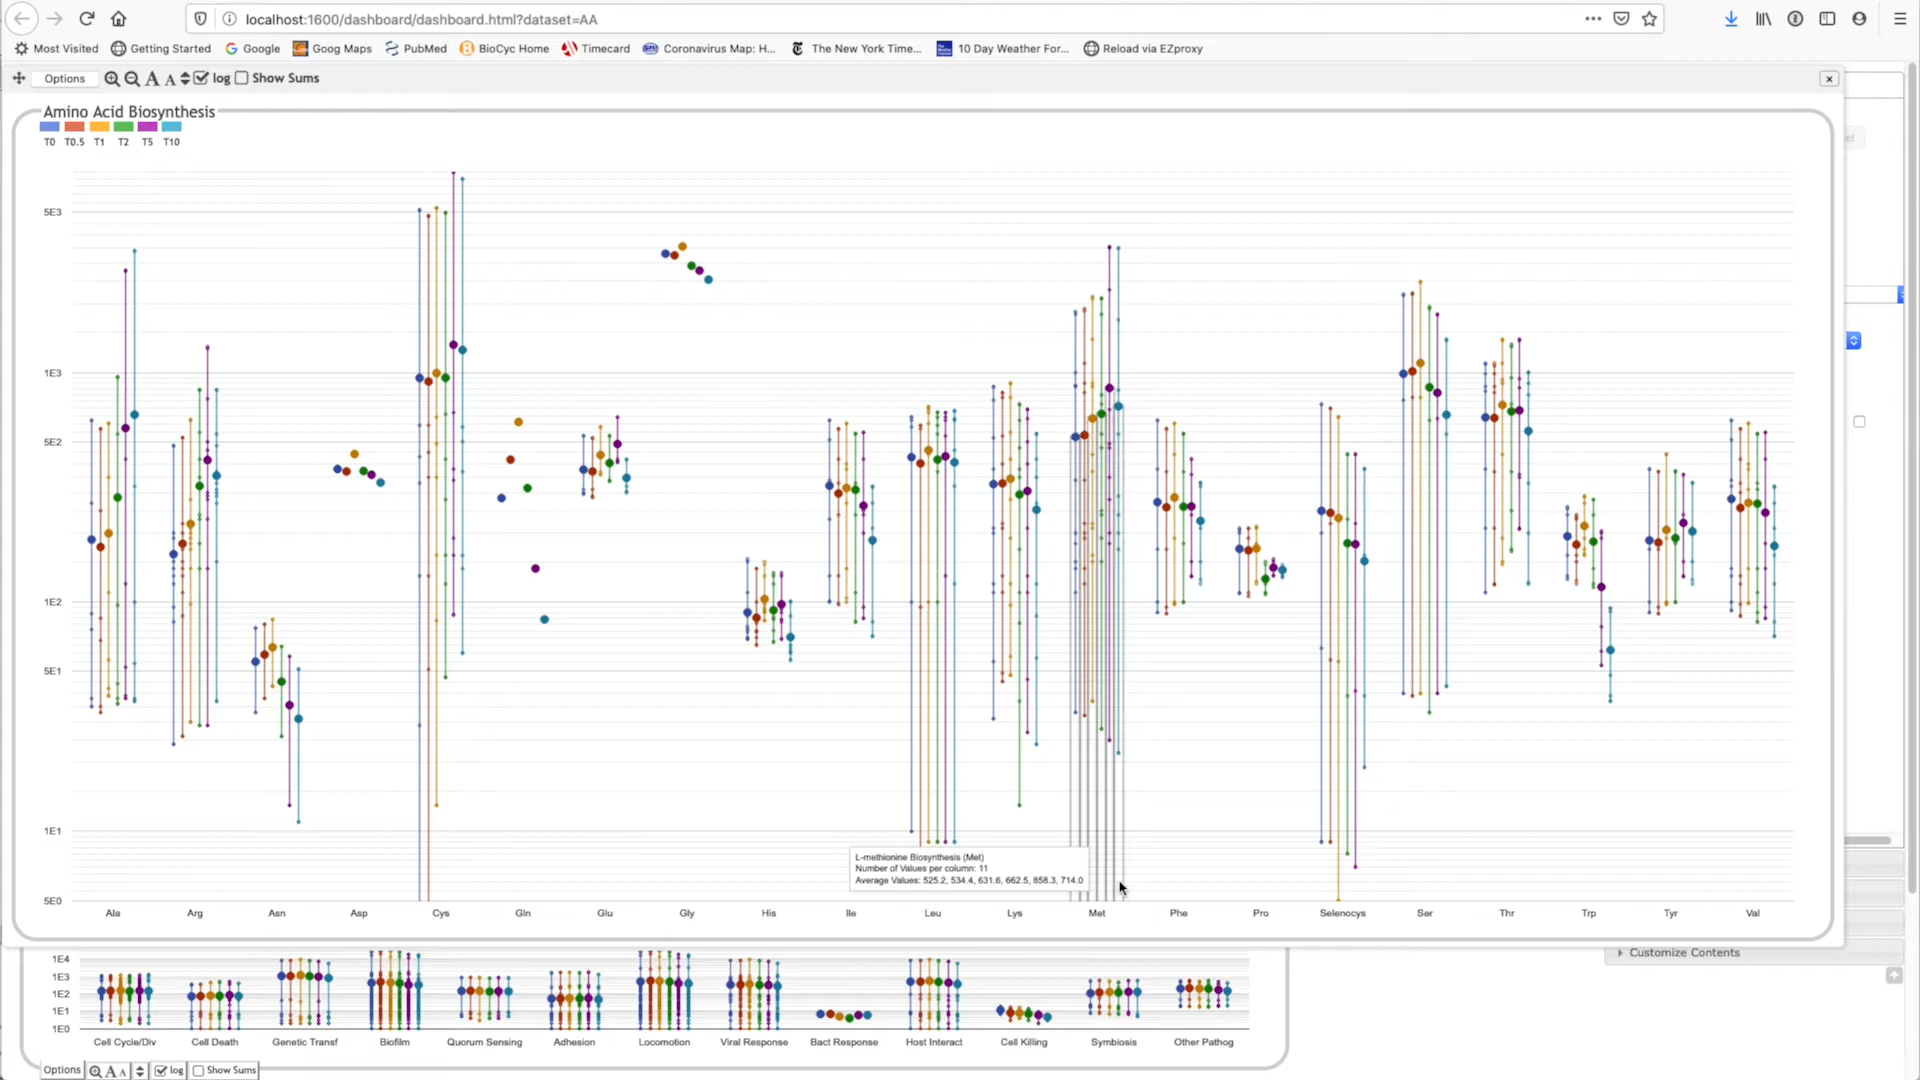 localhost:1600/dashboard/dashboard.html?dataset=AA
Most Visited Getting Started Google Goog Maps PubMed BioCyc Home Timecard Coronavirus Map: H... The New York Time... 10 Day Weather For... Reload via EZproxy
Options A A log Show Sums
Amino Acid Biosynthesis
T0 T0.5 T1 T2 T5 T10
5E3
1E3
5E2
1E2
5E1
1E1
L-methionine Biosynthesis (Met)
Number of Values per column: 11
Average Values: 525.2, 534.4, 631.6, 662.5, 858.3, 714.0
5E0
Ala Arg Asn Asp Cys Gln Glu Gly His Ile Leu Lys Met Phe Pro Selenocys Ser Thr Trp Tyr Val
Customize Contents
1E4
1E3
1E2
1E1
1E0
Cell Cycle/Div Cell Death Genetic Transf Biofilm Quorum Sensing Adhesion Locomotion Viral Response Bact Response Host Interact Cell Killing Symbiosis Other Pathog
Options A A log Show Sums